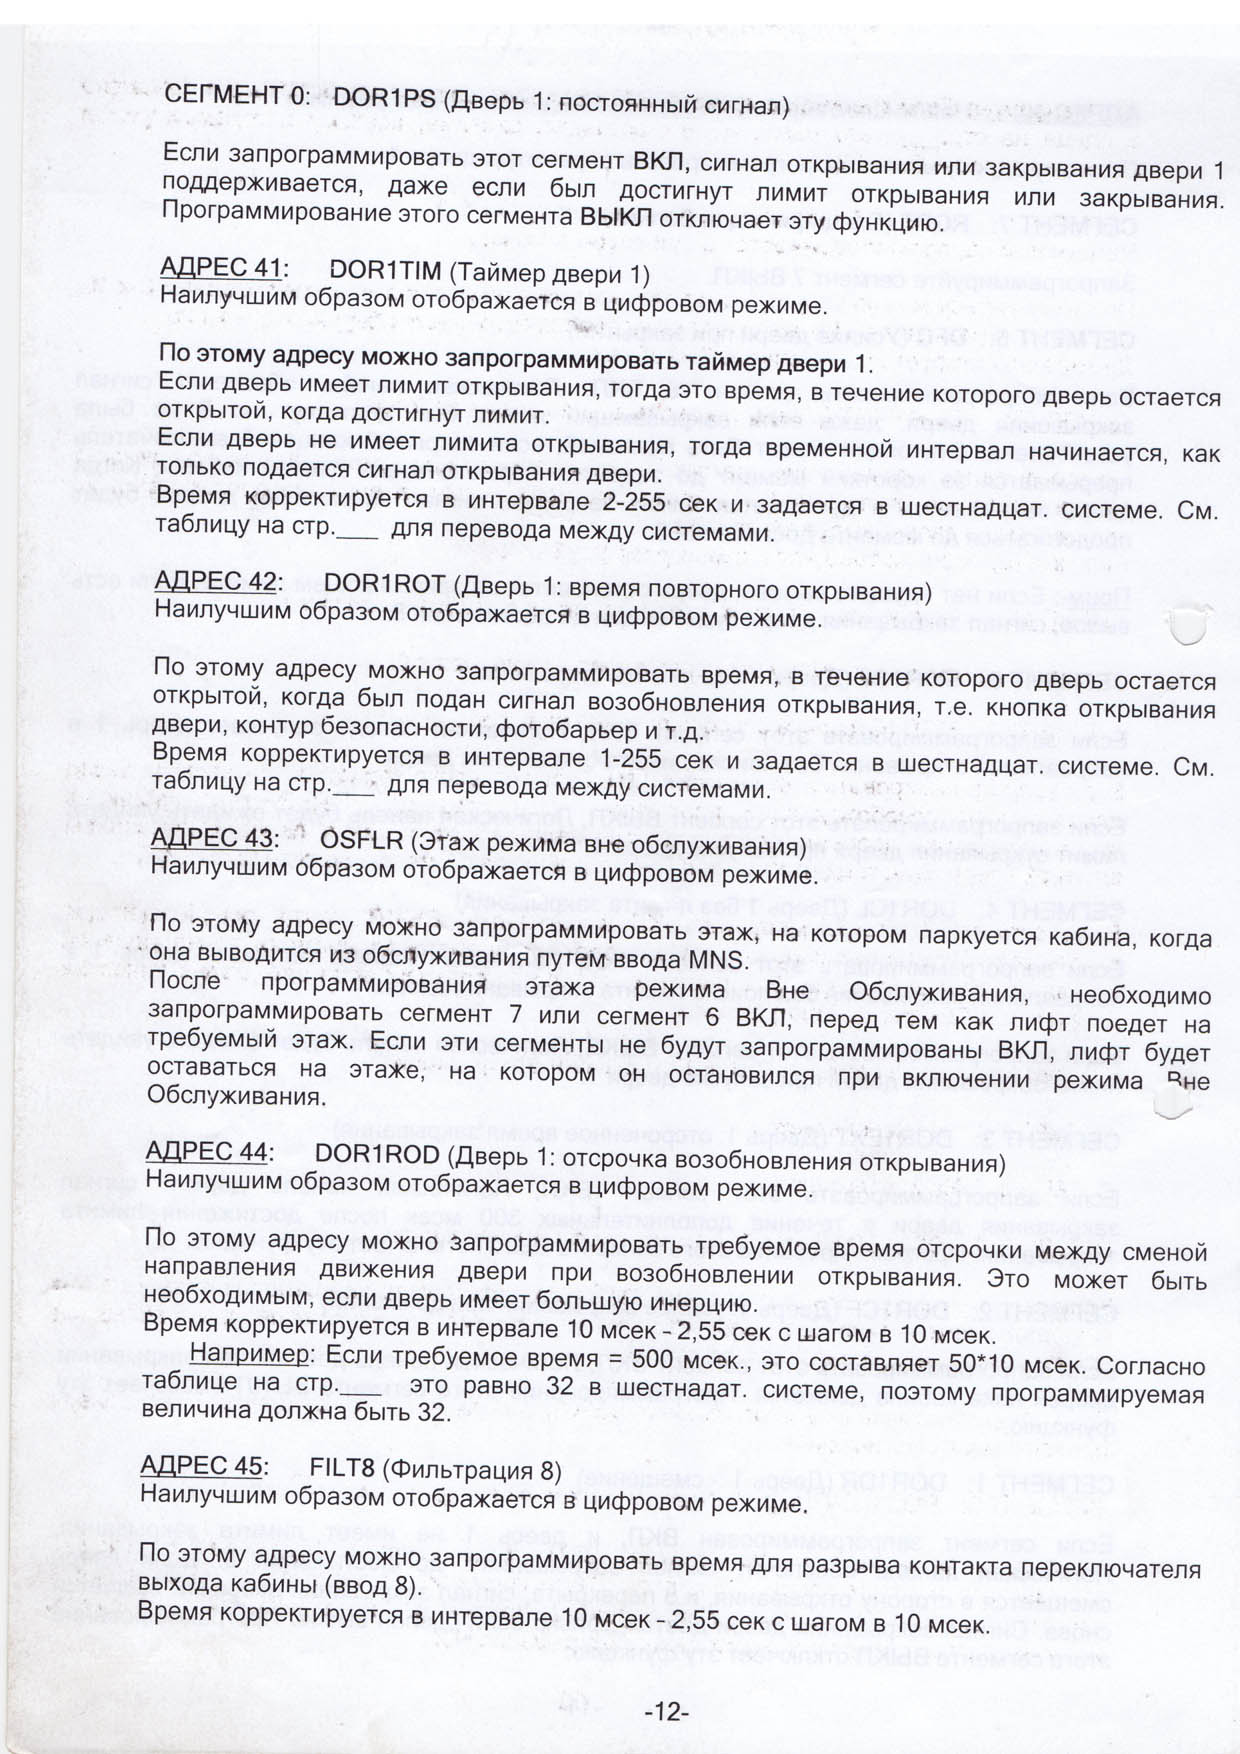 СЕГМЕНТ 0: DOR1PS (Дверь 1: постоянный сигнал)
Если запрограммировать этот сегмент ВКЛ, сигнал открывания или закрывания двери 1
поддерживается, даже если был достигнут лимит открывания или закрывания.
Программирование этого сегмента ВЫКЛ отключает эту функцию.
АДРЕС 41: DOR1TIM (Таймер двери 1)
Наилучшим образом отображается в цифровом режиме.
По этому адресу можно запрограммировать таймер двери 1.
Если дверь имеет лимит открывания, тогда это время, в течение которого дверь остается
открытой, когда достигнут лимит.
Если дверь не имеет лимита открывания, тогда временной интервал начинается, как
только подается сигнал открывания двери.
Время корректируется в интервале 2-255 сек и задается в шестнадцат. системе. См.
таблицу на стр.___ для перевода между системами.
АДРЕС 42: DOR1ROT (Дверь 1: время повторного открывания)
Наилучшим образом отображается в цифровом режиме.
По этому адресу можно запрограммировать время, в течение которого дверь остается
открытой, когда был подан сигнал возобновления открывания, т.е. кнопка открывания
двери, контур безопасности, фотобарьер и т.д.
Время корректируется в интервале 1-255 сек и задается в шестнадцат. системе. См.
таблицу на стр.___ для перевода между системами.
АДРЕС 43: OSFLR (Этаж режима вне обслуживания)
Наилучшим образом отображается в цифровом режиме.
По этому адресу можно запрограммировать этаж, на котором паркуется кабина, когда
она выводится из обслуживания путем ввода MNS.
После программирования этажа режима Вне Обслуживания, необходимо
запрограммировать сегмент 7 или сегмент 6 ВКЛ, перед тем как лифт поедет на
требуемый этаж. Если эти сегменты не будут запрограммированы ВКЛ, лифт будет
оставаться на этаже, на котором он остановился при включении режима Вне
Обслуживания.
АДРЕС 44: DOR1ROD (Дверь 1: отсрочка возобновления открывания)
Наилучшим образом отображается в цифровом режиме.
По этому адресу можно запрограммировать требуемое время отсрочки между сменой
направления движения двери при возобновлении открывания. Это может быть
необходимым, если дверь имеет большую инерцию.
Время корректируется в интервале 10 мсек - 2,55 сек с шагом в 10 мсек.
Например: Если требуемое время = 500 мсек., это составляет 50*10 мсек. Согласно
таблице на стр.___ это равно 32 в шестнадат. системе, поэтому программируемая
величина должна быть 32.
АДРЕС 45: FILT8 (Фильтрация 8)
Наилучшим образом отображается в цифровом режиме.
По этому адресу можно запрограммировать время для разрыва контакта переключателя
выхода кабины (ввод 8).
Время корректируется в интервале 10 мсек - 2,55 сек с шагом в 10 мсек.
-12-